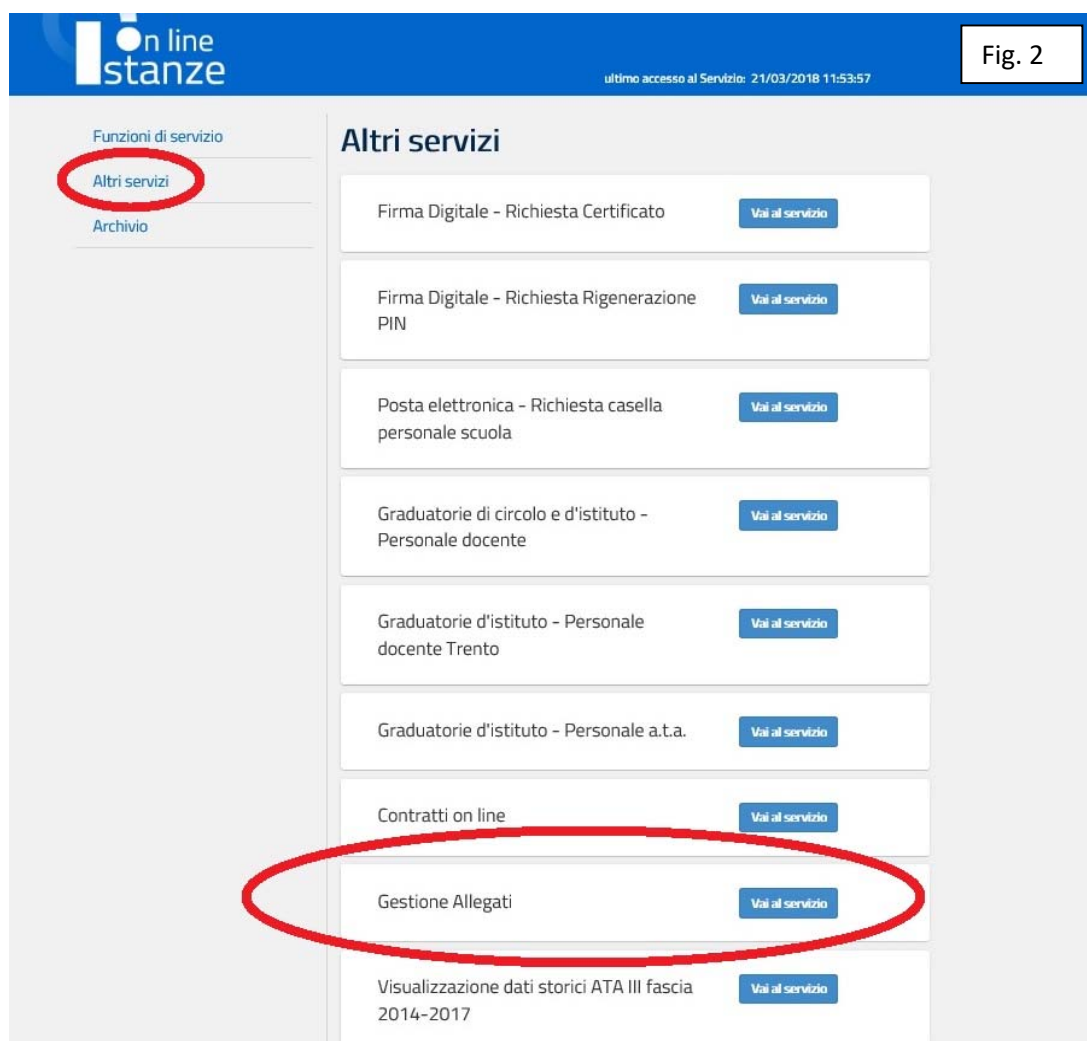 On line
Istanze
Fig. 2
ultimo accesso al Servizio: 21/03/2018 11:53:57
Funzioni di servizio
Altri servizi
Archivio
Altri servizi
Firma Digitale - Richiesta Certificato
Vai al servizio
Firma Digitale - Richiesta Rigenerazione
PIN
Vai al servizio
Posta elettronica - Richiesta casella
personale scuola
Vai al servizio
Graduatorie di circolo e d'istituto -
Personale docente
Vai al servizio
Graduatorie d'istituto - Personale
docente Trento
Vai al servizio
Graduatorie d'istituto - Personale a.t.a.
Vai al servizio
Contratti on line
Vai al servizio
Gestione Allegati
Vai al servizio
Visualizzazione dati storici ATA III fascia
2014-2017
Vai al servizio